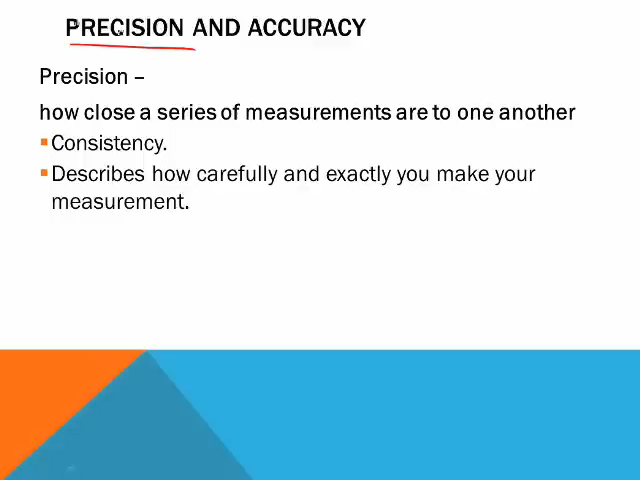 PRECISION AND ACCURACY
Precision –
how close a series of measurements are to one another
▪Consistency.
▪Describes how carefully and exactly you make your
measurement.